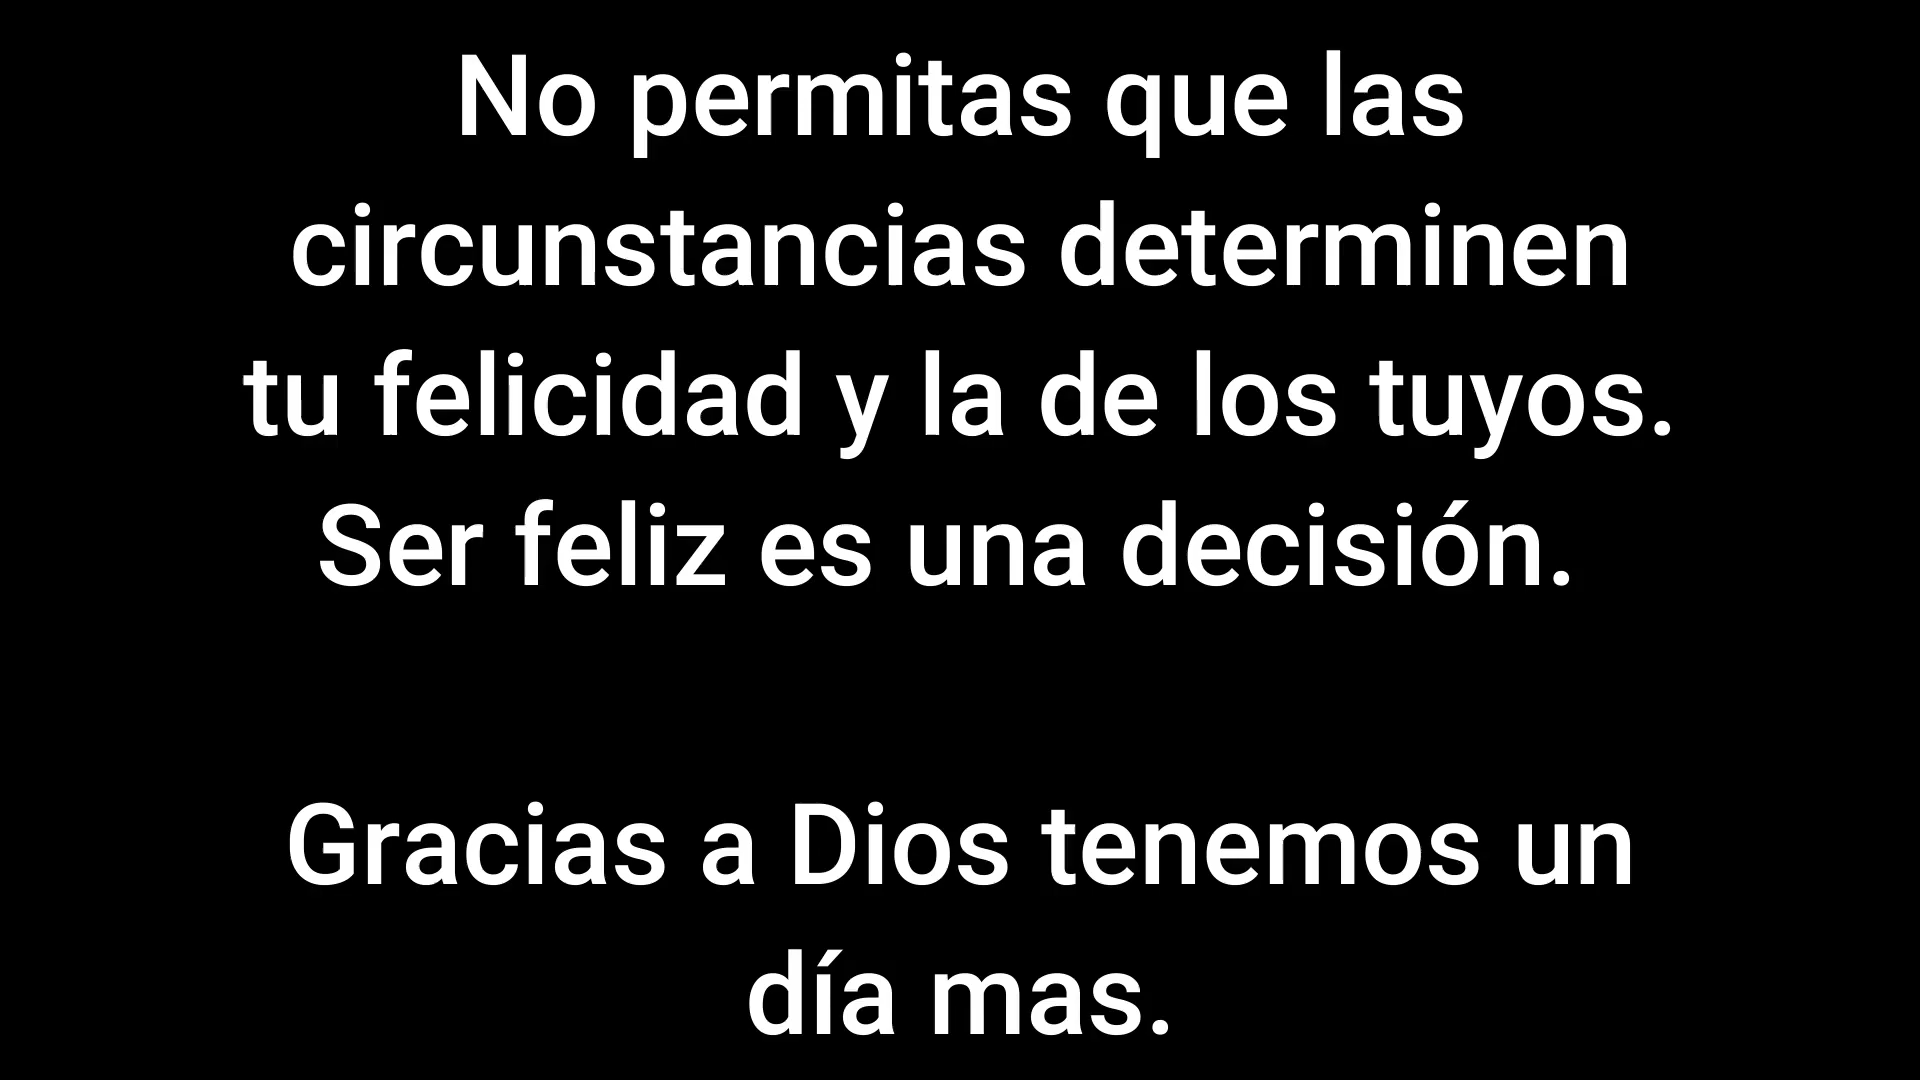 No permitas que las
circunstancias determinen
tu felicidad y la de los tuyos.
Ser feliz es una decisión.
Gracias a Dios tenemos un
día mas.